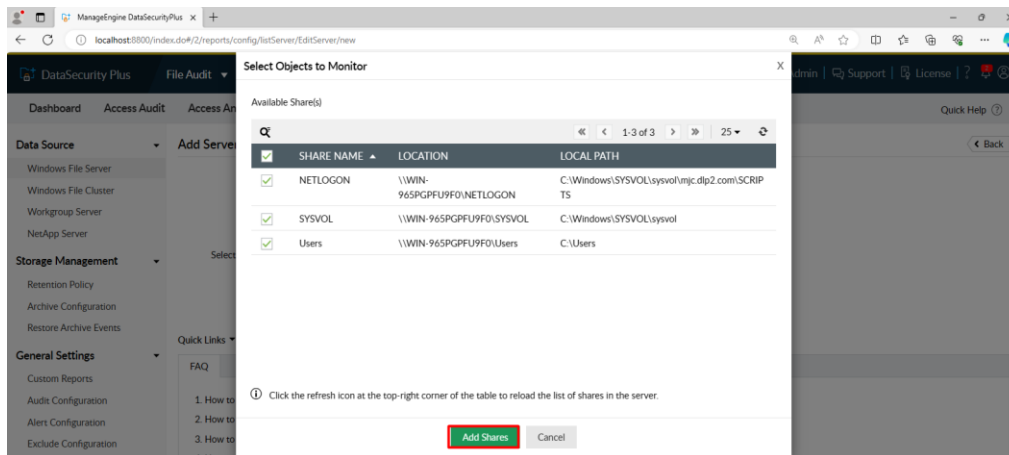 ManageEngine DataSecurityPlus
localhost:8800/index.do#/2/reports/config/listServer/EditServer/new
DataSecurity Plus
File Audit
Support
License
?
Dashboard
Access Audit
Quick Help
Data Source
Windows File Server
Windows File Cluster
Workgroup Server
NetApp Server
Storage Management
Retention Policy
Archive Configuration
Restore Archive Events
General Settings
Custom Reports
Audit Configuration
Alert Configuration
Exclude Configuration
Back
Quick Links
FAQ
1. How to
2. How to
3. How to
Select Objects to Monitor
X
Available Share(s)
1-3 of 3
25
SHARE NAME LOCATION LOCAL PATH
NETLOGON \\WIN- C:\Windows\SYSVOL\sysvol\mjc.dlp2.com\SCRIP
965PGPFU9F0\NETLOGON TS
SYSVOL \\WIN-965PGPFU9F0\SYSVOL C:\Windows\SYSVOL\sysvol
Users \\WIN-965PGPFU9F0\Users C:\Users
Click the refresh icon at the top-right corner of the table to reload the list of shares in the server.
Add Shares
Cancel